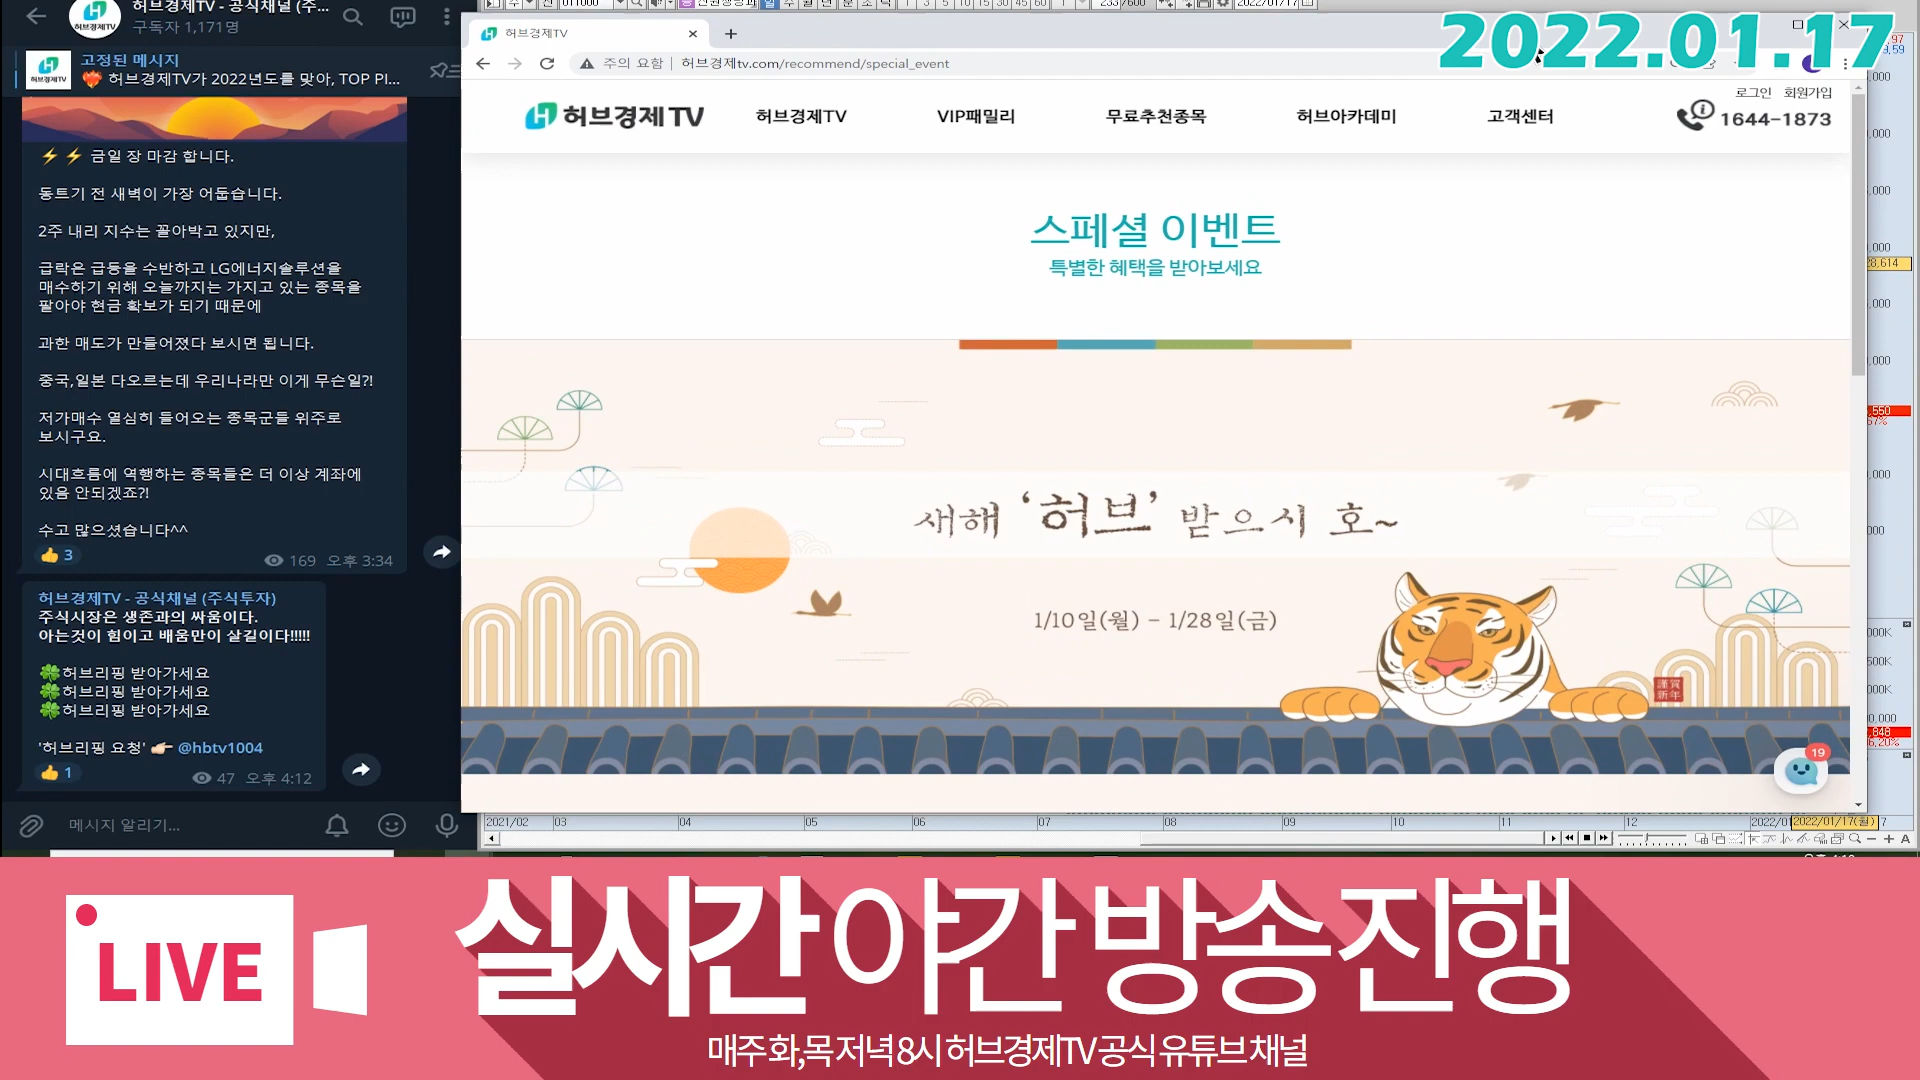 허브경제TV - 공식채널 (주...
구독자 1,171명
고정된 메시지
허브경제TV가 2022년도를 맞아, TOP PI...
금일 장 마감 합니다.
동트기 전 새벽이 가장 어둡습니다.
2주 내리 지수는 꼴아박고 있지만,
급락은 급등을 수반하고 LG에너지솔루션을
매수하기 위해 오늘까지는 가지고 있는 종목을
팔아야 현금 확보가 되기 때문에
과한 매도가 만들어졌다 보시면 됩니다.
중국,일본 다오르는데 우리나라만 이게 무슨일?!
저가매수 열심히 들어오는 종목군들 위주로
보시구요.
시대흐름에 역행하는 종목들은 더 이상 계좌에
있음 안되겠죠?!
수고 많으셨습니다^^
3
169 오후 3:34
허브경제TV - 공식채널 (주식투자)
주식시장은 생존과의 싸움이다.
아는것이 힘이고 배움만이 살길이다!!!!!
허브리핑 받아가세요
허브리핑 받아가세요
허브리핑 받아가세요
'허브리핑 요청' @hbtv1004
1
47 오후 4:12
메시지 알리기...
2022.01.17
허브경제TV
주의 요함 | 허브경제tv.com/recommend/special_event
로그인 회원가입
허브경제TV
허브경제TV VIP패밀리 무료추천종목 허브아카데미 고객센터
1644-1873
스페셜 이벤트
특별한 혜택을 받아보세요
새해 '허브' 받으시 호~
1/10일(월) - 1/28일(금)
謹賀
新年
19
2021/02 03 04 05 06 07 08 09 10 11 12 2022/01 2022/01/17(월)
LIVE
실시간 야간 방송 진행
매주 화,목 저녁 8시 허브경제TV 공식 유튜브 채널